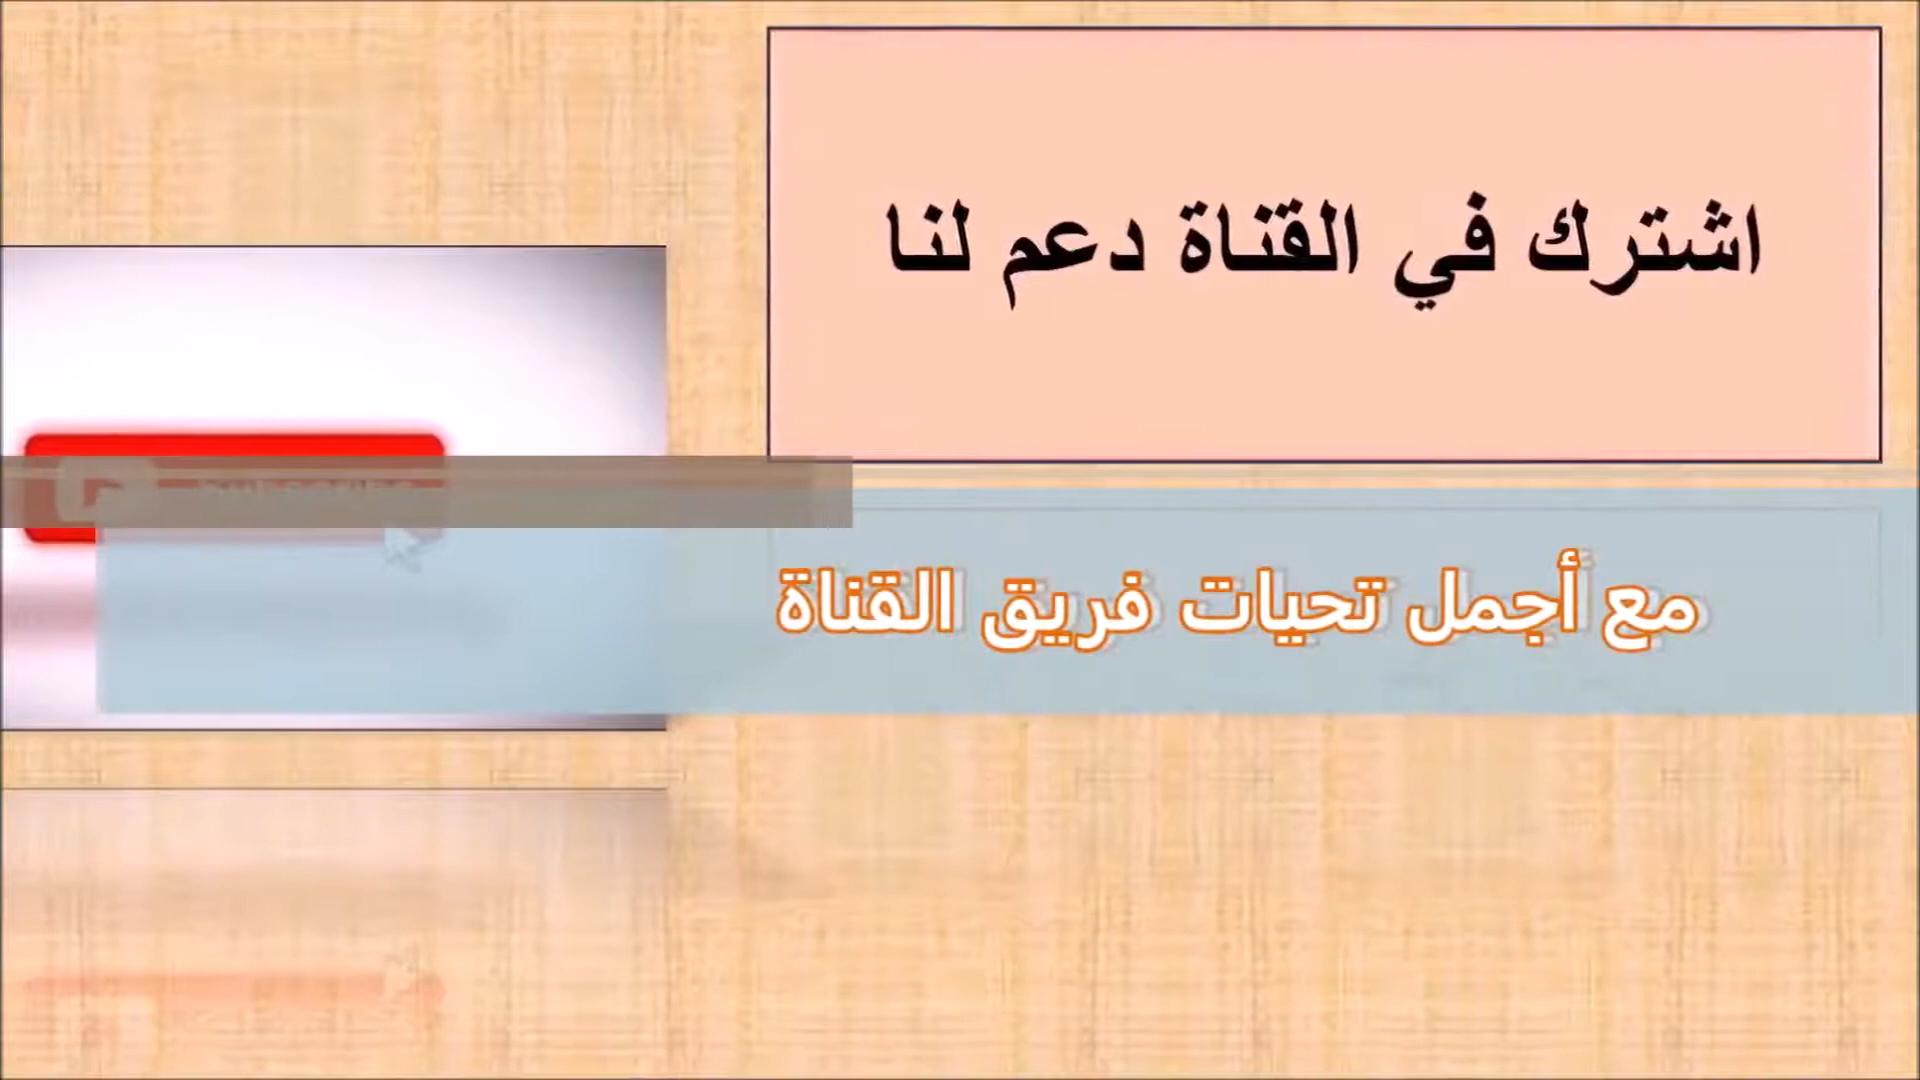 اشترك في القناة دعم لنا
مع أجمل تحيات فريق القناة